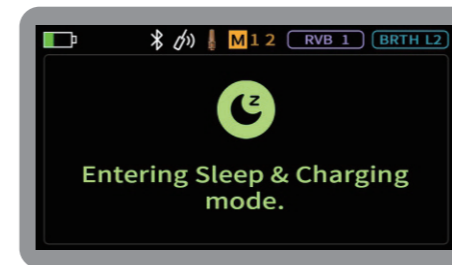 M 1 2 RVB 1 BRTH L2
z
Entering Sleep & Charging
mode.